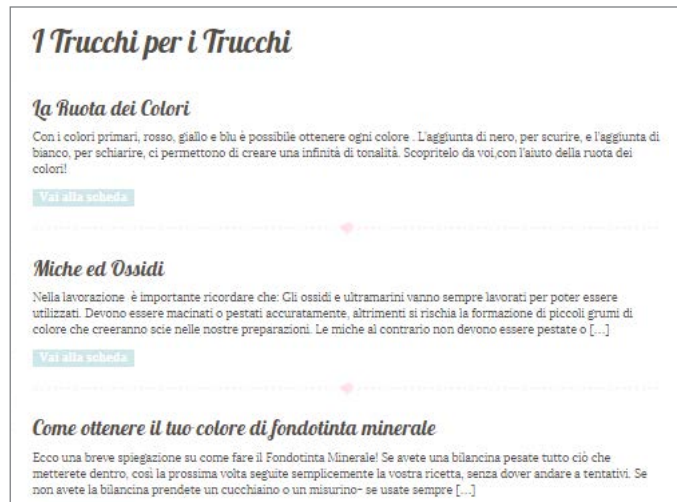 I Trucchi per i Trucchi
La Ruota dei Colori
Con i colori primari, rosso, giallo e blu è possibile ottenere ogni colore . L'aggiunta di nero, per scurire, e l'aggiunta di
bianco, per schiarire, ci permettono di creare una infinità di tonalità. Scopritelo da voi,con l'aiuto della ruota dei
colori!
Vai alla scheda
Miche ed Ossidi
Nella lavorazione è importante ricordare che: Gli ossidi e ultramarini vanno sempre lavorati per poter essere
utilizzati. Devono essere macinati o pestati accuratamente, altrimenti si rischia la formazione di piccoli grumi di
colore che creeranno scie nelle nostre preparazioni. Le miche al contrario non devono essere pestate o [...]
Vai alla scheda
Come ottenere il tuo colore di fondotinta minerale
Ecco una breve spiegazione su come fare il Fondotinta Minerale! Se avete una bilancina pesate tutto ciò che
metterete dentro, così la prossima volta seguite semplicemente la vostra ricetta, senza dover andare a tentativi. Se
non avete la bilancina prendete un cucchiaino o un misurino- se usate sempre [...]